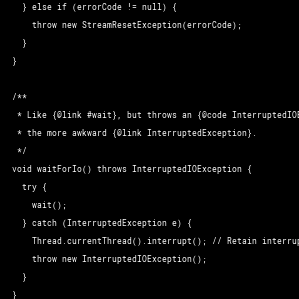 } else if (errorCode != null) {
throw new StreamResetException(errorCode);
}
}
/**
* Like {@link #wait}, but throws an {@code InterruptedIOE
* the more awkward {@link InterruptedException}.
*/
void waitForIo() throws InterruptedIOException {
try {
wait();
} catch (InterruptedException e) {
Thread.currentThread().interrupt(); // Retain interrup
throw new InterruptedIOException();
}
}